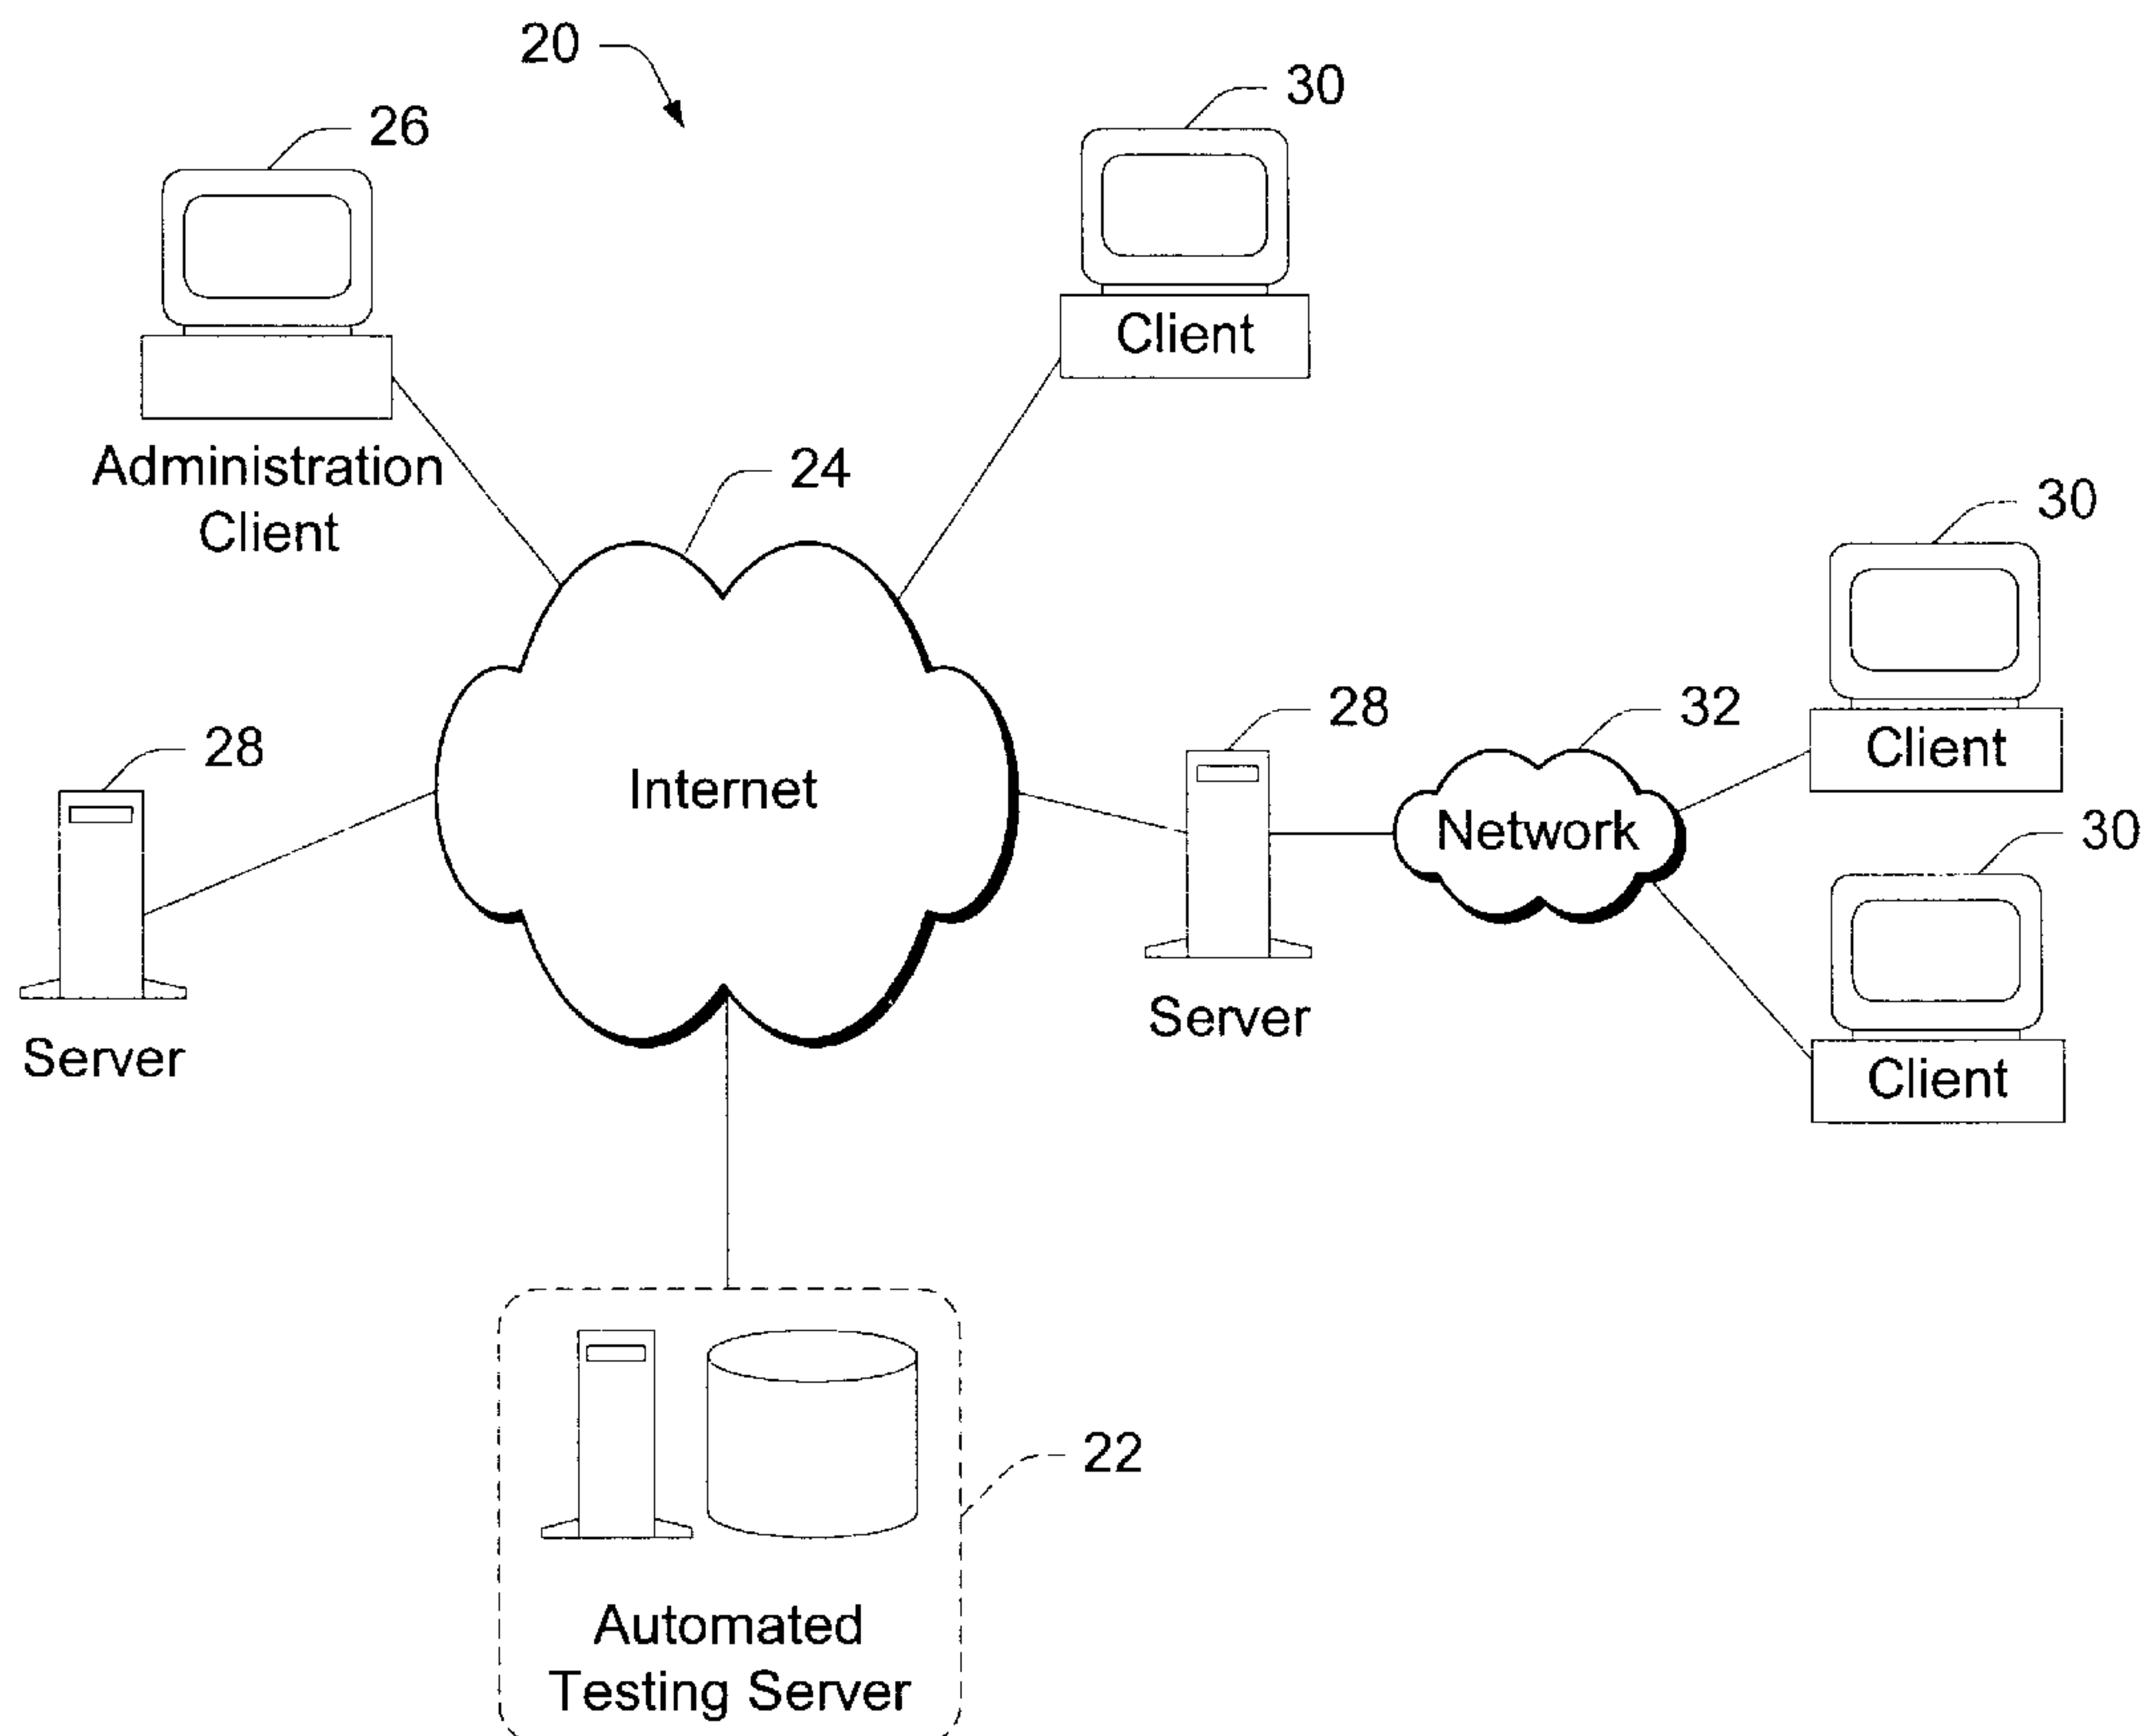 20
30
26
Client
Administration
Client
24
30
28
32
28
Client
Internet
Network
30
Server
Server
Client
22
Automated
Testing Server